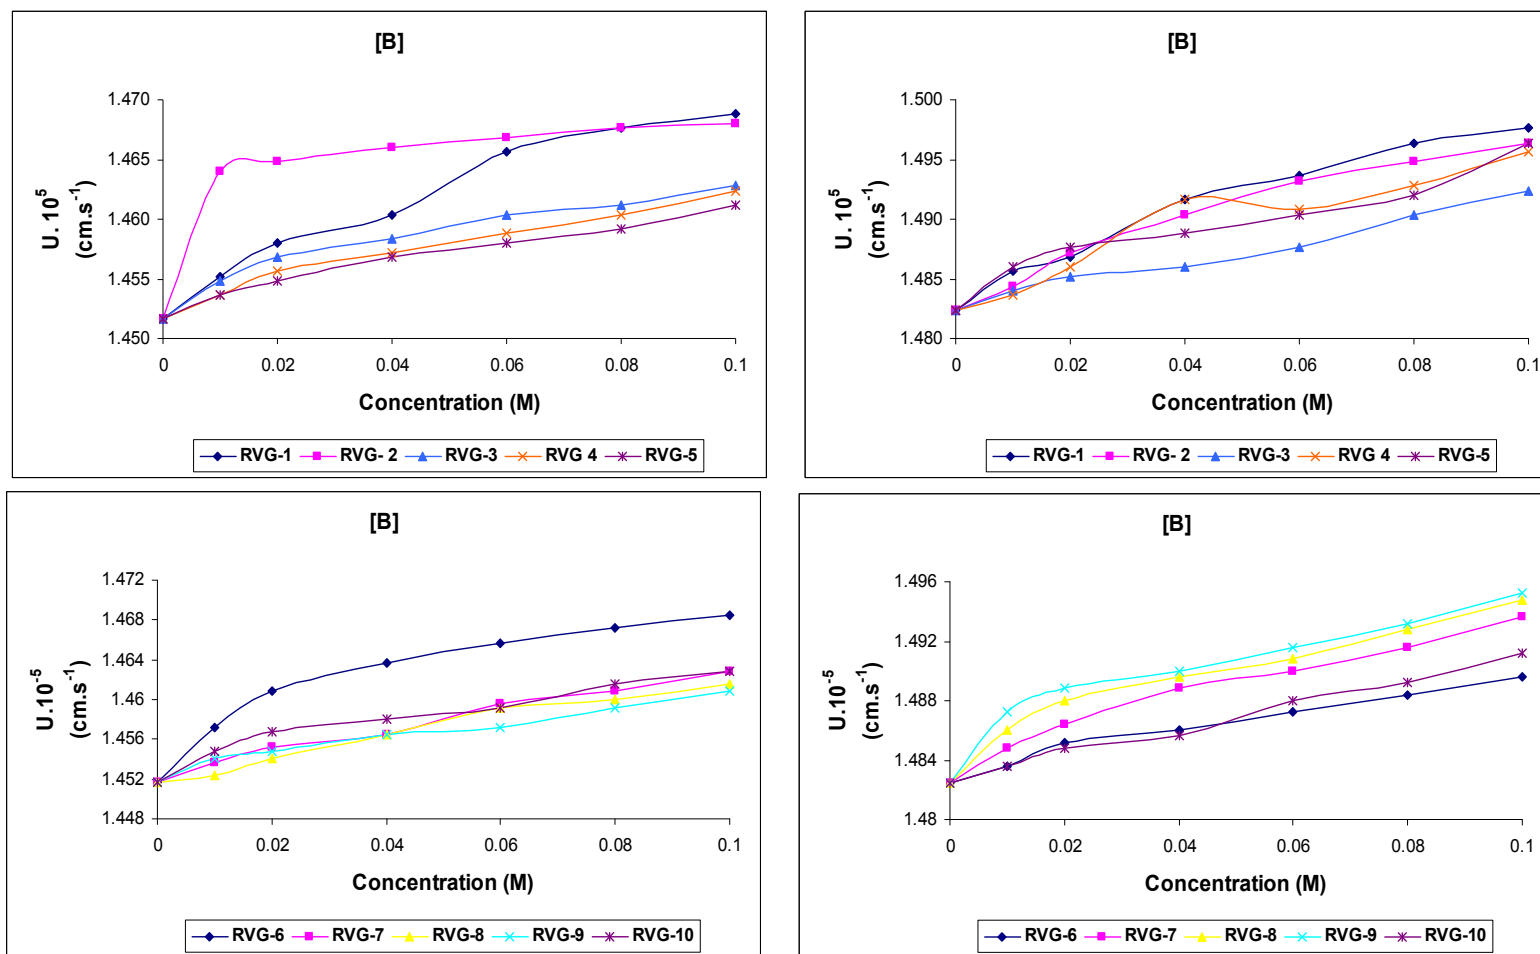 [B]
1.470
1.465
1.460
1.455
1.450
U. 10⁵
(cm.s⁻¹)
0 0.02 0.04 0.06 0.08 0.1
Concentration (M)
RVG-1 RVG- 2 RVG-3 RVG 4 RVG-5
[B]
1.500
1.495
1.490
1.485
1.480
U. 10⁵
(cm.s⁻¹)
0 0.02 0.04 0.06 0.08 0.1
Concentration (M)
RVG-1 RVG- 2 RVG-3 RVG 4 RVG-5
[B]
1.472
1.468
1.464
1.46
1.456
1.452
1.448
U.10⁻⁵
(cm.s⁻¹)
0 0.02 0.04 0.06 0.08 0.1
Concentration (M)
RVG-6 RVG-7 RVG-8 RVG-9 RVG-10
[B]
1.496
1.492
1.488
1.484
1.48
U.10⁻⁵
(cm.s⁻¹)
0 0.02 0.04 0.06 0.08 0.1
Concentration (M)
RVG-6 RVG-7 RVG-8 RVG-9 RVG-10